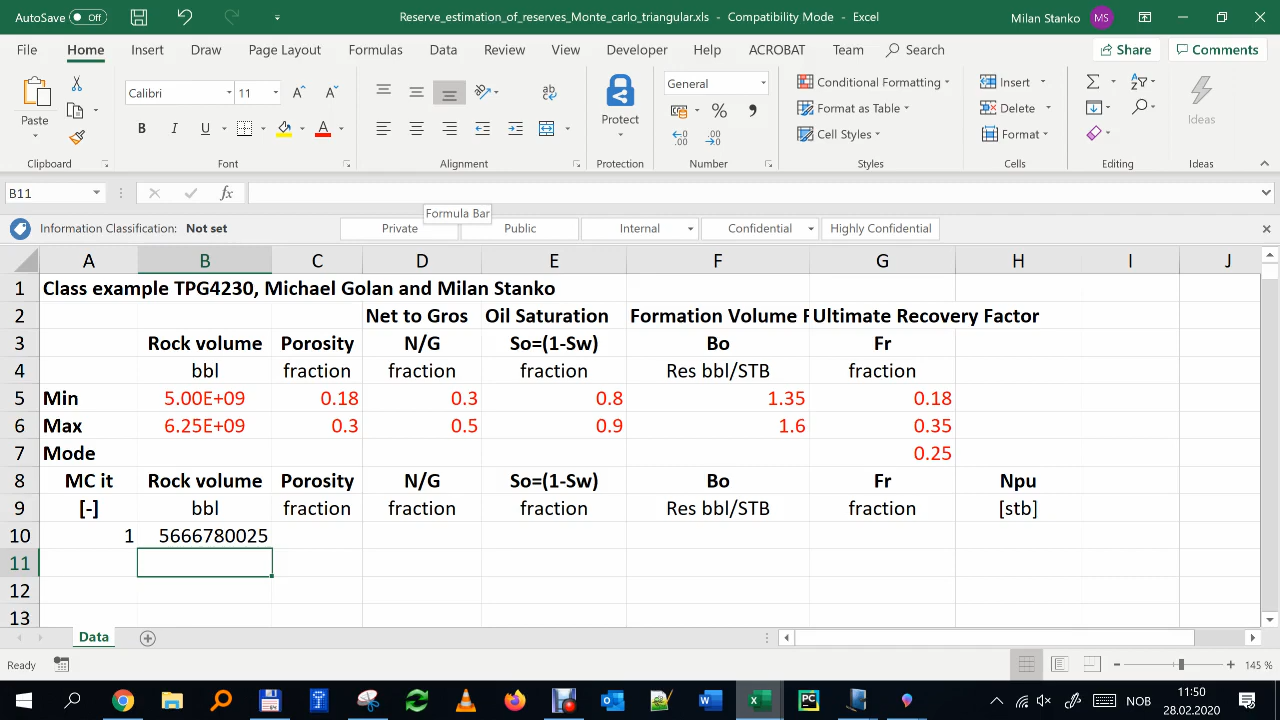 AutoSave Off Reserve_estimation_of_reserves_Monte_carlo_triangular.xls - Compatibility Mode - Excel Milan Stanko MS
File Home Insert Draw Page Layout Formulas Data Review View Developer Help ACROBAT Team Search Share Comments
Calibri 11 General Conditional Formatting Insert
Paste Protect Format as Table Delete Ideas
B I U Cell Styles Format
Clipboard Font Alignment Protection Number Styles Cells Editing Ideas
B11 fx
Formula Bar
Information Classification: Not set Private Public Internal Confidential Highly Confidential
A B C D E F G H I J
1 Class example TPG4230, Michael Golan and Milan Stanko
2 Net to Gros Oil Saturation Formation Volume F Ultimate Recovery Factor
3 Rock volume Porosity N/G So=(1-Sw) Bo Fr
4 bbl fraction fraction fraction Res bbl/STB fraction
5 Min 5.00E+09 0.18 0.3 0.8 1.35 0.18
6 Max 6.25E+09 0.3 0.5 0.9 1.6 0.35
7 Mode 0.25
8 MC it Rock volume Porosity N/G So=(1-Sw) Bo Fr Npu
9 [-] bbl fraction fraction fraction Res bbl/STB fraction [stb]
10 1 5666780025
11
12
13
Data
Ready 145 %
NOB 11:50
28.02.2020